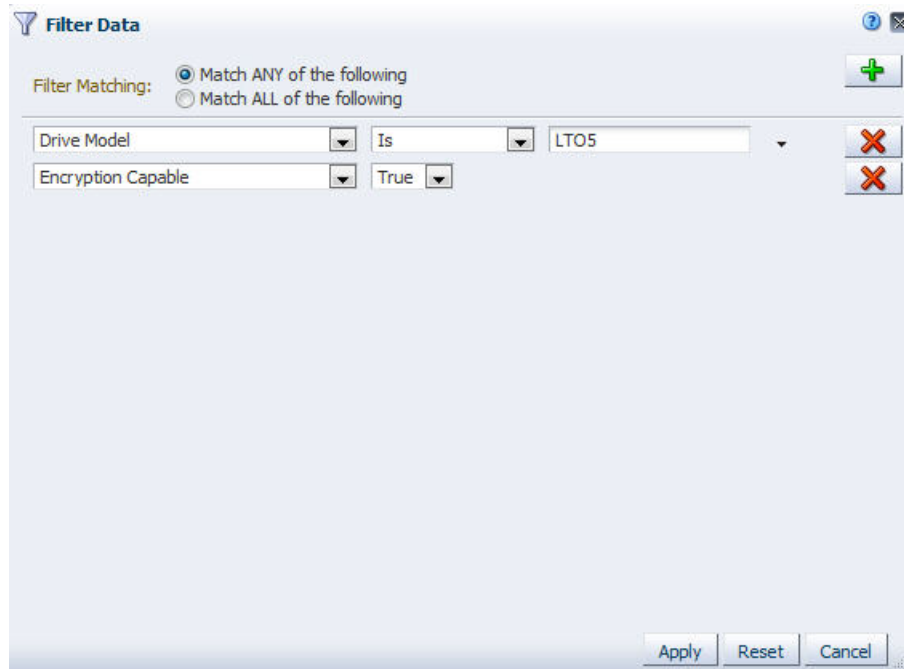 Filter Data
Filter Matching:
Match ANY of the following
Match ALL of the following
Drive Model Is LTO5
Encryption Capable True
Apply Reset Cancel